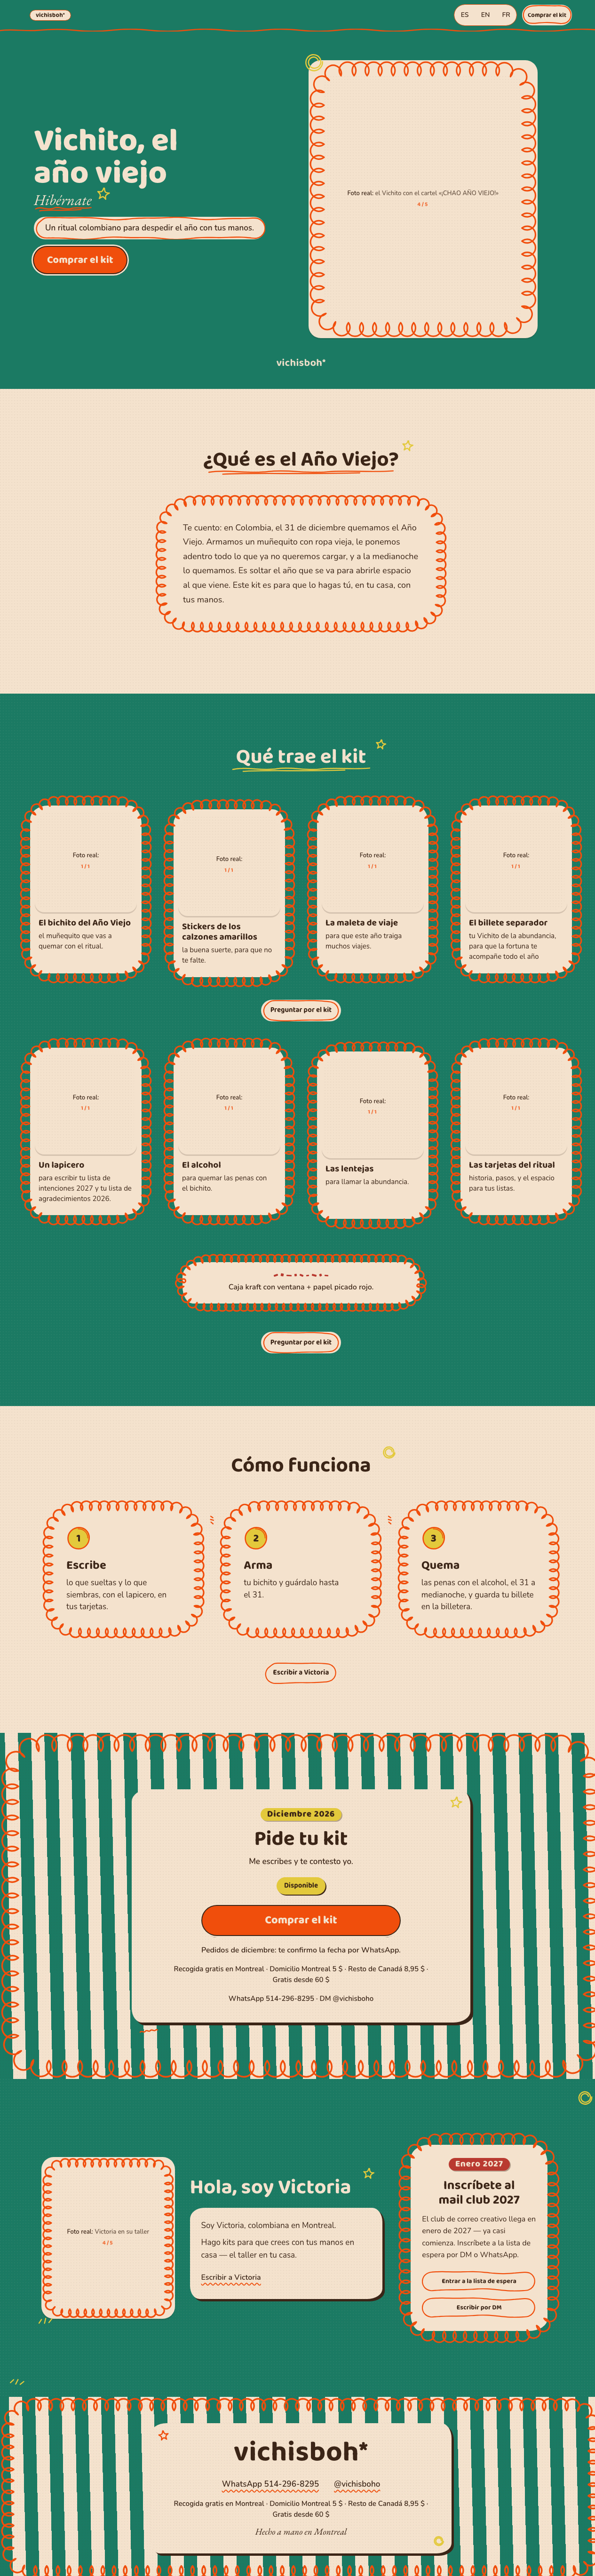 vichisboh*
ES EN FR
Comprar el kit
Vichito, el
año viejo
Hibérnate
Un ritual colombiano para despedir el año con tus manos.
Comprar el kit
Foto real: el Vichito con el cartel «¡CHAO AÑO VIEJO!»
4 / 5
vichisboh*
¿Qué es el Año Viejo?
Te cuento: en Colombia, el 31 de diciembre quemamos el Año
Viejo. Armamos un muñequito con ropa vieja, le ponemos
adentro todo lo que ya no queremos cargar, y a la medianoche
lo quemamos. Es soltar el año que se va para abrirle espacio
al que viene. Este kit es para que lo hagas tú, en tu casa, con
tus manos.
Qué trae el kit
Foto real:
1 / 1
El bichito del Año Viejo
el muñequito que vas a
quemar con el ritual.
Foto real:
1 / 1
Stickers de los
calzones amarillos
la buena suerte, para que no
te falte.
Foto real:
1 / 1
La maleta de viaje
para que este año traiga
muchos viajes.
Foto real:
1 / 1
El billete separador
tu Vichito de la abundancia,
para que la fortuna te
acompañe todo el año
Preguntar por el kit
Foto real:
1 / 1
Un lapicero
para escribir tu lista de
intenciones 2027 y tu lista de
agradecimientos 2026.
Foto real:
1 / 1
El alcohol
para quemar las penas con
el bichito.
Foto real:
1 / 1
Las lentejas
para llamar la abundancia.
Foto real:
1 / 1
Las tarjetas del ritual
historia, pasos, y el espacio
para tus listas.
Caja kraft con ventana + papel picado rojo.
Preguntar por el kit
Cómo funciona
1
Escribe
lo que sueltas y lo que
siembras, con el lapicero, en
tus tarjetas.
2
Arma
tu bichito y guárdalo hasta
el 31.
3
Quema
las penas con el alcohol, el 31 a
medianoche, y guarda tu billete
en la billetera.
Escribir a Victoria
Diciembre 2026
Pide tu kit
Me escribes y te contesto yo.
Disponible
Comprar el kit
Pedidos de diciembre: te confirmo la fecha por WhatsApp.
Recogida gratis en Montreal · Domicilio Montreal 5 $ · Resto de Canadá 8,95 $ ·
Gratis desde 60 $
WhatsApp 514-296-8295 · DM @vichisboho
Foto real: Victoria en su taller
4 / 5
Hola, soy Victoria
Soy Victoria, colombiana en Montreal.
Hago kits para que crees con tus manos en
casa — el taller en tu casa.
Escribir a Victoria
Enero 2027
Inscríbete al
mail club 2027
El club de correo creativo llega en
enero de 2027 — ya casi
comienza. Inscríbete a la lista de
espera por DM o WhatsApp.
Entrar a la lista de espera
Escribir por DM
vichisboh*
WhatsApp 514-296-8295 @vichisboho
Recogida gratis en Montreal · Domicilio Montreal 5 $ · Resto de Canadá 8,95 $ ·
Gratis desde 60 $
Hecho a mano en Montreal